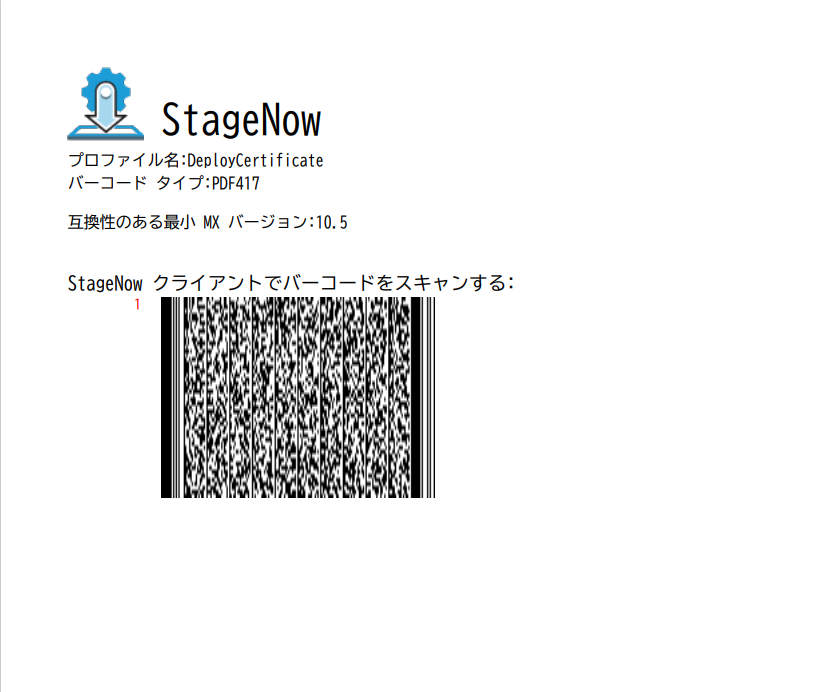 StageNow
プロファイル名:DeployCertificate
バーコード タイプ:PDF417
互換性のある最小 MX バージョン:10.5
StageNow クライアントでバーコードをスキャンする:
1